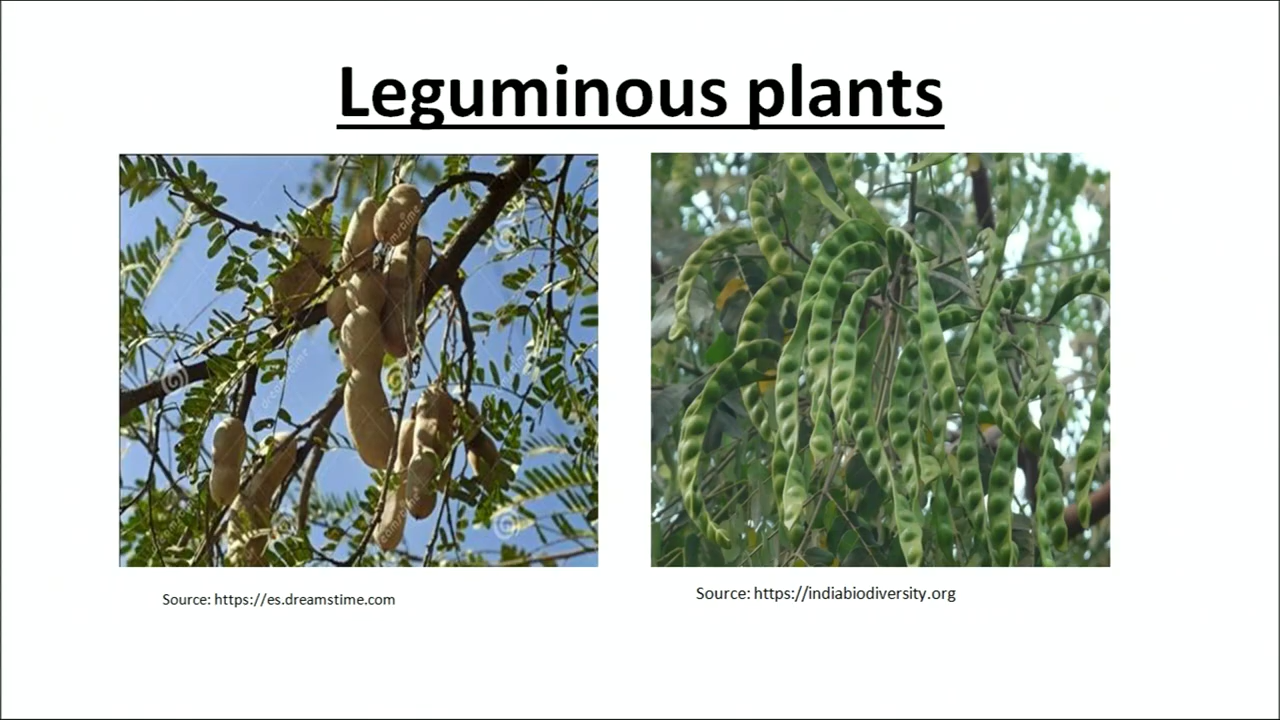 Leguminous plants
Source: https://es.dreamstime.com
Source: https://indiabiodiversity.org